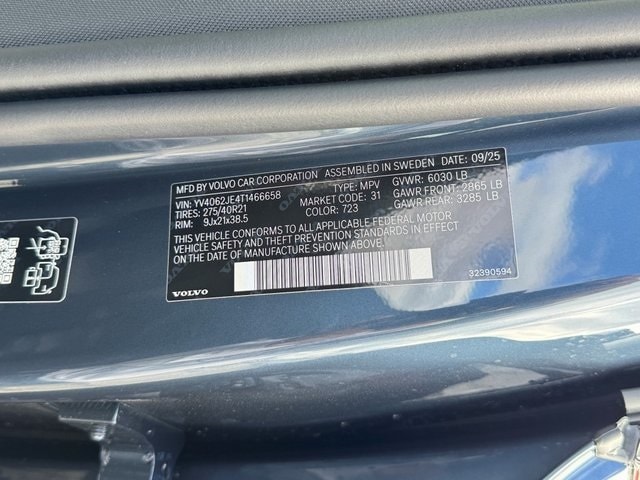 MFD BY VOLVO CAR CORPORATION ASSEMBLED IN SWEDEN DATE: 09/25
VIN: YV4062JE4T1466658 TYPE: MPV GVWR: 6030 LB
TIRES: 275/40R21 MARKET CODE: 31 GAWR FRONT: 2865 LB
RIMS: 9Jx21x38.5 COLOR: 723 GAWR REAR: 3285 LB
THIS VEHICLE CONFORMS TO ALL APPLICABLE FEDERAL MOTOR
VEHICLE SAFETY AND THEFT PREVENTION STANDARDS IN EFFECT
ON THE DATE OF MANUFACTURE SHOWN ABOVE.
32390594
VOLVO